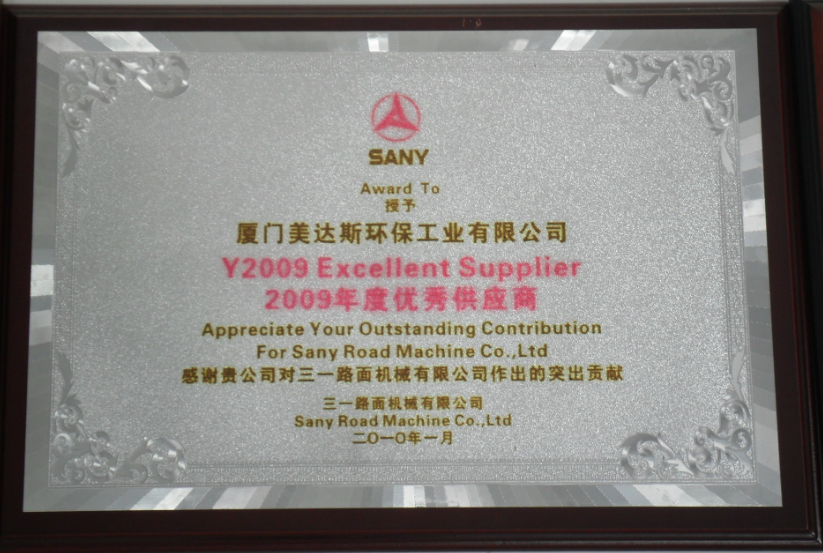 SANY
Award To
授予
厦门美达斯环保工业有限公司
Y2009 Excellent Supplier
2009年度优秀供应商
Appreciate Your Outstanding Contribution
For Sany Road Machine Co.,Ltd
感谢贵公司对三一路面机械有限公司作出的突出贡献
三一路面机械有限公司
Sany Road Machine Co.,Ltd
二〇一〇年一月